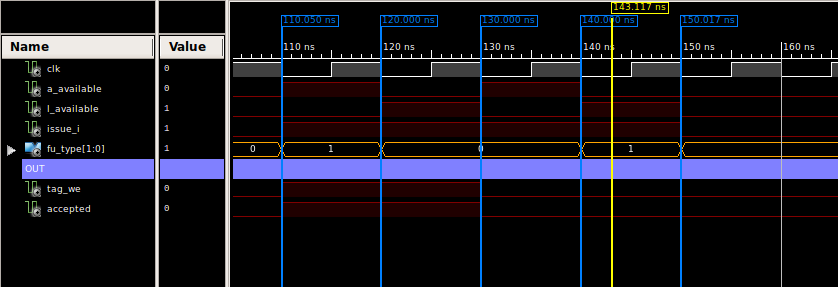 143.117 ns
110.050 ns 120.000 ns 130.000 ns 140. 150.017 ns
Name Value 110 ns 120 ns 130 ns 140 ns 150 ns 160 ns
clk 0
a_available 0
l_available 1
issue_i 1
fu_type[1:0] 1 0 1 0 1
OUT
tag_we 0
accepted 0